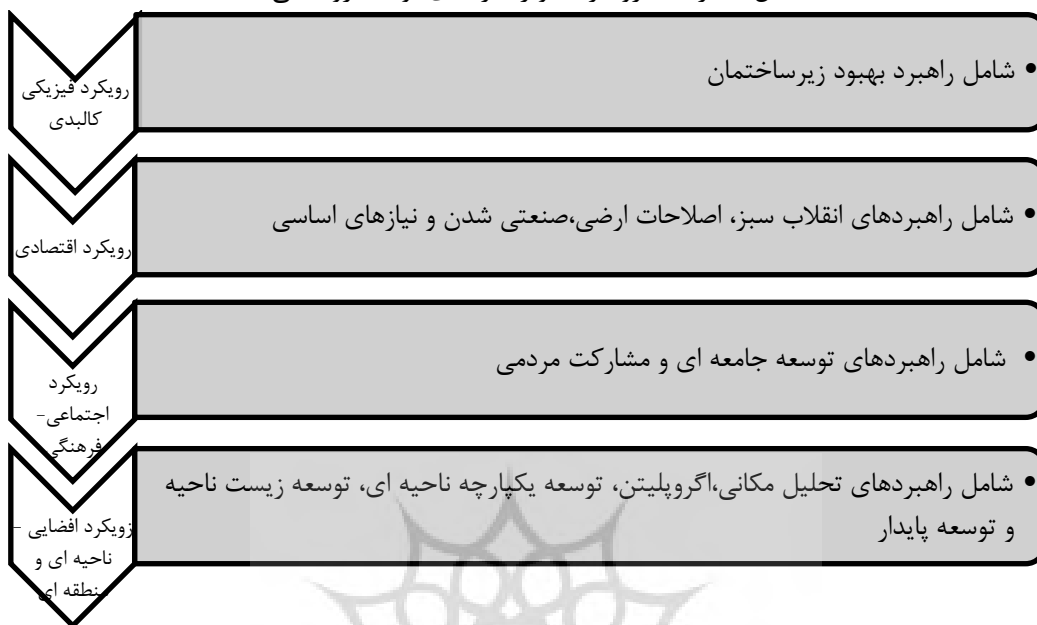 رویکرد فیزیکی
کالبدی
• شامل راهبرد بهبود زیرساختمان
رویکرد اقتصادی
• شامل راهبردهای انقلاب سبز، اصلاحات ارضی،صنعتی شدن و نیازهای اساسی
رویکرد
اجتماعی-
فرهنگی
• شامل راهبردهای توسعه جامعه ای و مشارکت مردمی
زویکرد افضایی -
ناحیه ای و
منطقه ای
• شامل راهبردهای تحلیل مکانی،اگروپلیتن، توسعه یکپارچه ناحیه ای، توسعه زیست ناحیه
و توسعه پایدار